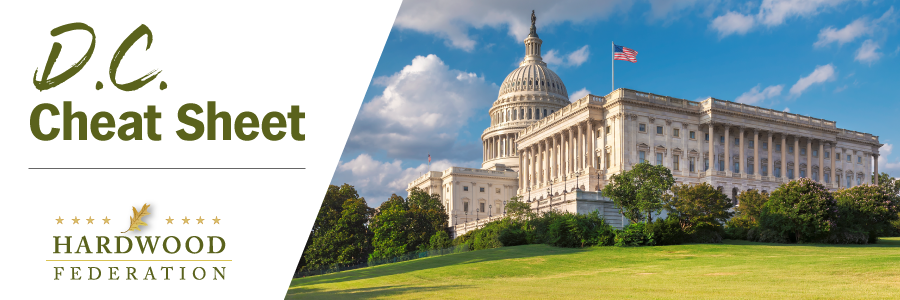 D.C.
Cheat Sheet
HARDWOOD
FEDERATION